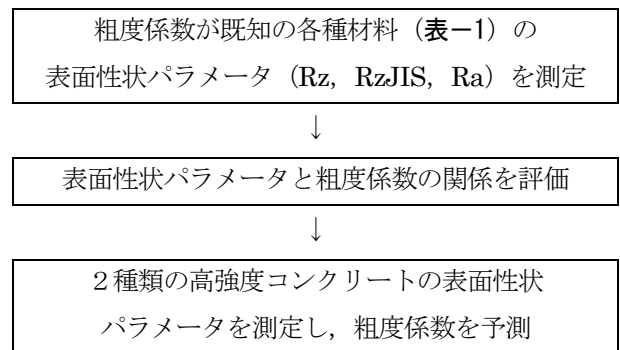 粗度係数が既知の各種材料（表－1）の
表面性状パラメータ（Rz，RzJIS，Ra）を測定
↓
表面性状パラメータと粗度係数の関係を評価
↓
２種類の高強度コンクリートの表面性状
パラメータを測定し，粗度係数を予測